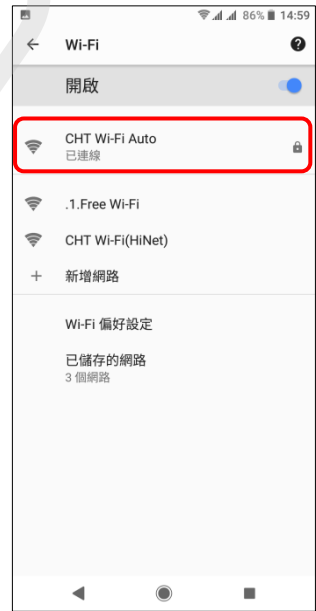 86% 14:59
Wi-Fi
開啟
CHT Wi-Fi Auto
已連線
.1.Free Wi-Fi
CHT Wi-Fi(HiNet)
新增網路
Wi-Fi 偏好設定
已儲存的網路
3 個網路